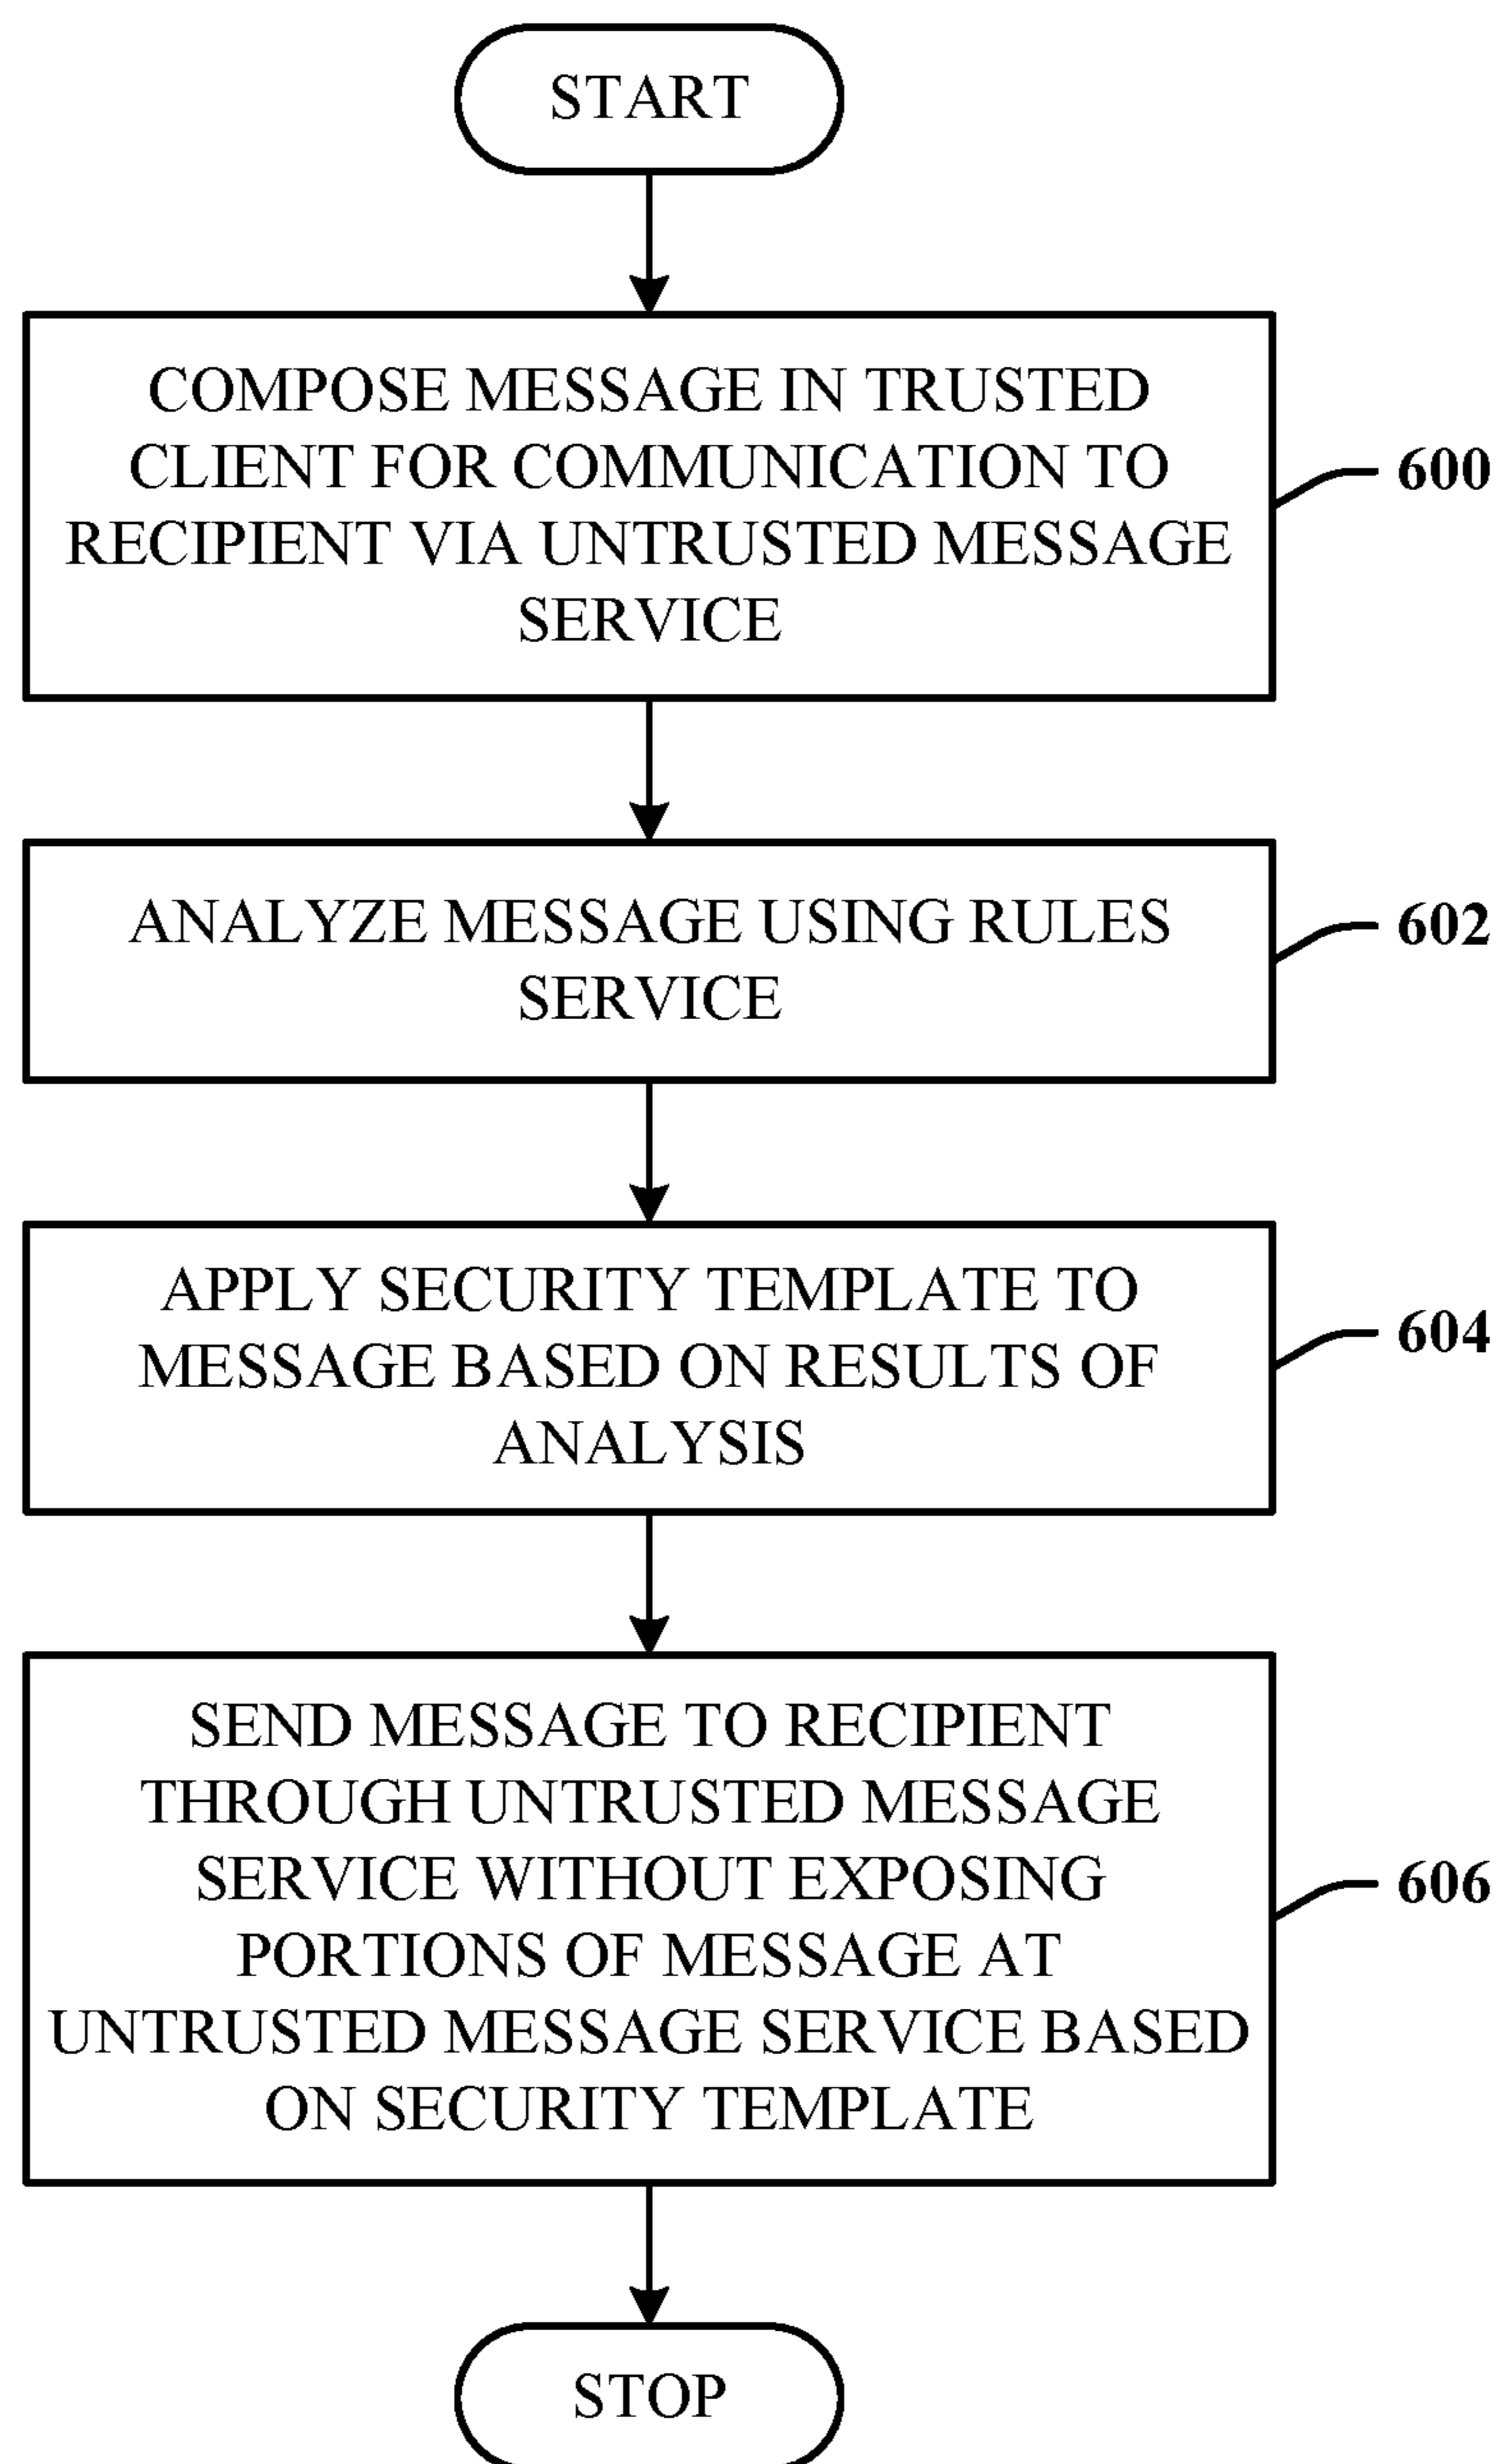 START
COMPOSE MESSAGE IN TRUSTED
CLIENT FOR COMMUNICATION TO
RECIPIENT VIA UNTRUSTED MESSAGE
SERVICE
600
ANALYZE MESSAGE USING RULES
SERVICE
602
APPLY SECURITY TEMPLATE TO
MESSAGE BASED ON RESULTS OF
ANALYSIS
604
SEND MESSAGE TO RECIPIENT
THROUGH UNTRUSTED MESSAGE
SERVICE WITHOUT EXPOSING
PORTIONS OF MESSAGE AT
UNTRUSTED MESSAGE SERVICE BASED
ON SECURITY TEMPLATE
606
STOP